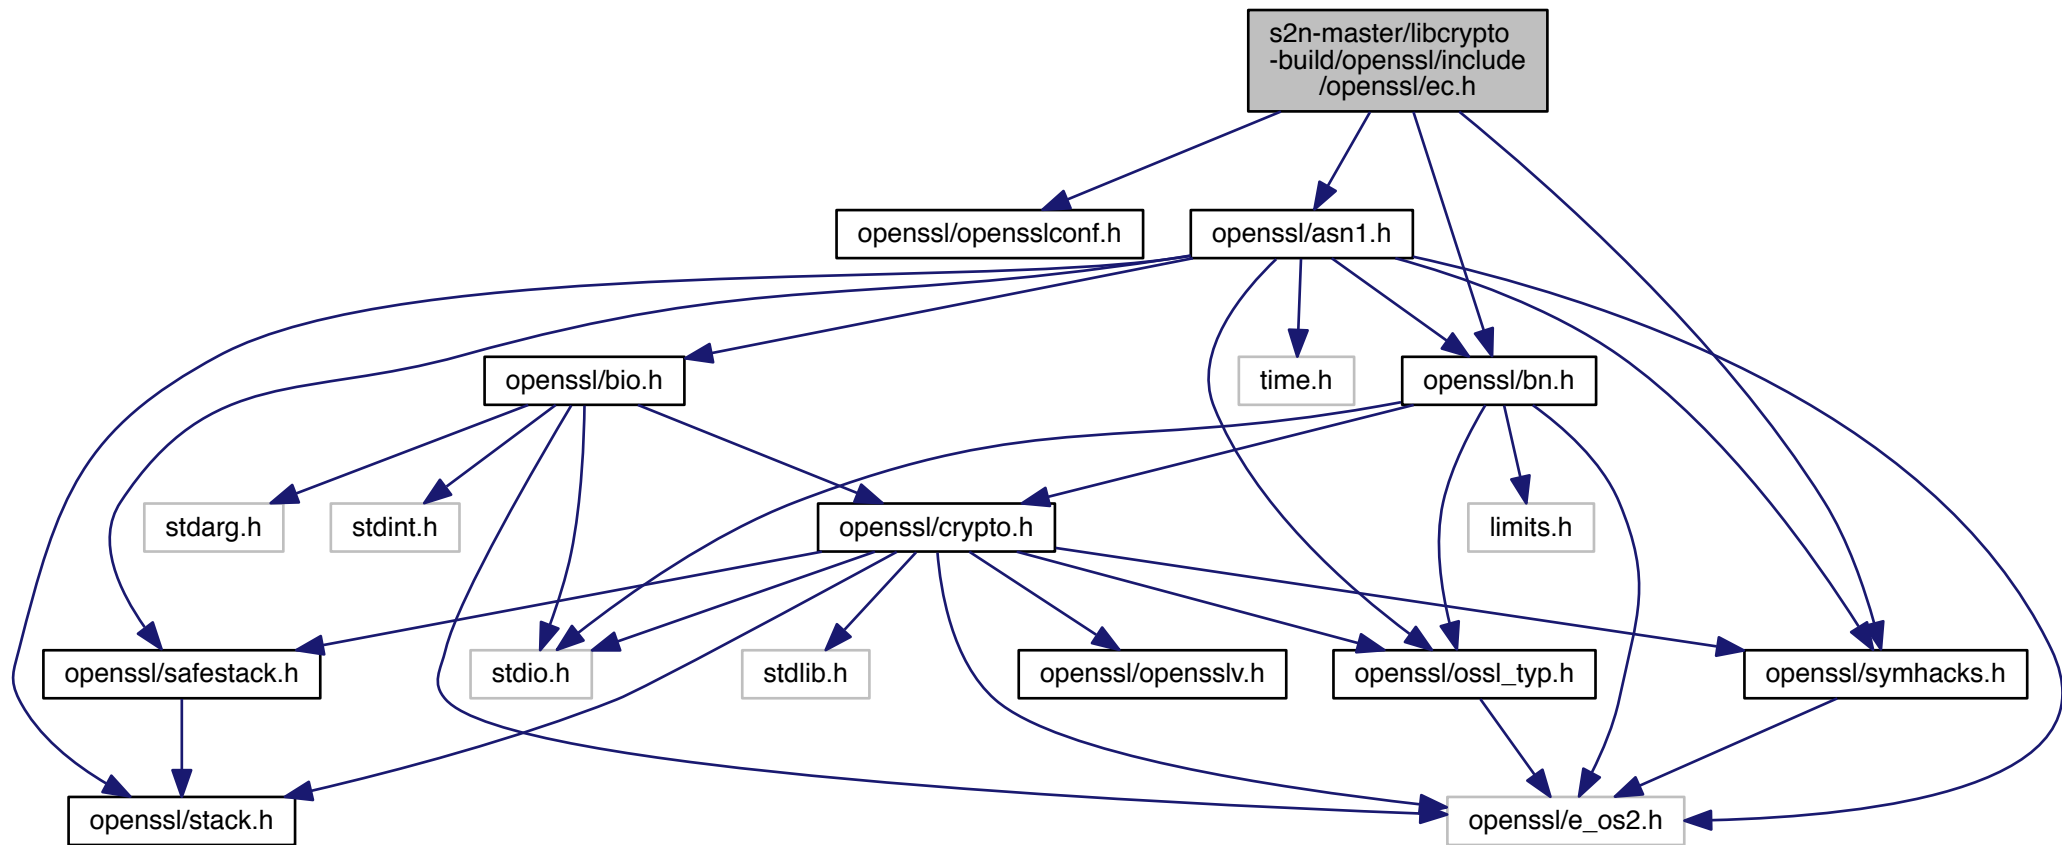 s2n-master/libcrypto
-build/openssl/include
/openssl/ec.h
openssl/opensslconf.h
openssl/asn1.h
openssl/bio.h
time.h
openssl/bn.h
stdarg.h
stdint.h
openssl/crypto.h
limits.h
openssl/safestack.h
stdio.h
stdlib.h
openssl/opensslv.h
openssl/ossl_typ.h
openssl/symhacks.h
openssl/stack.h
openssl/e_os2.h